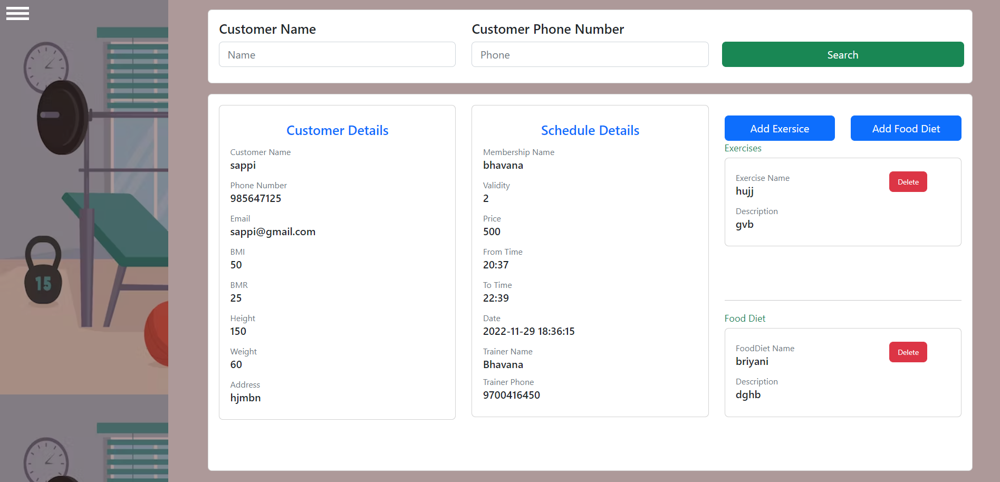 Customer Name
Customer Phone Number
Name
Phone
Search
Customer Details
Customer Name
sappi
Phone Number
985647125
Email
sappi@gmail.com
BMI
50
BMR
25
Height
150
Weight
60
Address
hjmbn
Schedule Details
Membership Name
bhavana
Validity
2
Price
500
From Time
20:37
To Time
22:39
Date
2022-11-29 18:36:15
Trainer Name
Bhavana
Trainer Phone
9700416450
Add Exersice
Add Food Diet
Exercises
Exercise Name
hujj
Delete
Description
gvb
Food Diet
FoodDiet Name
briyani
Delete
Description
dghb
15